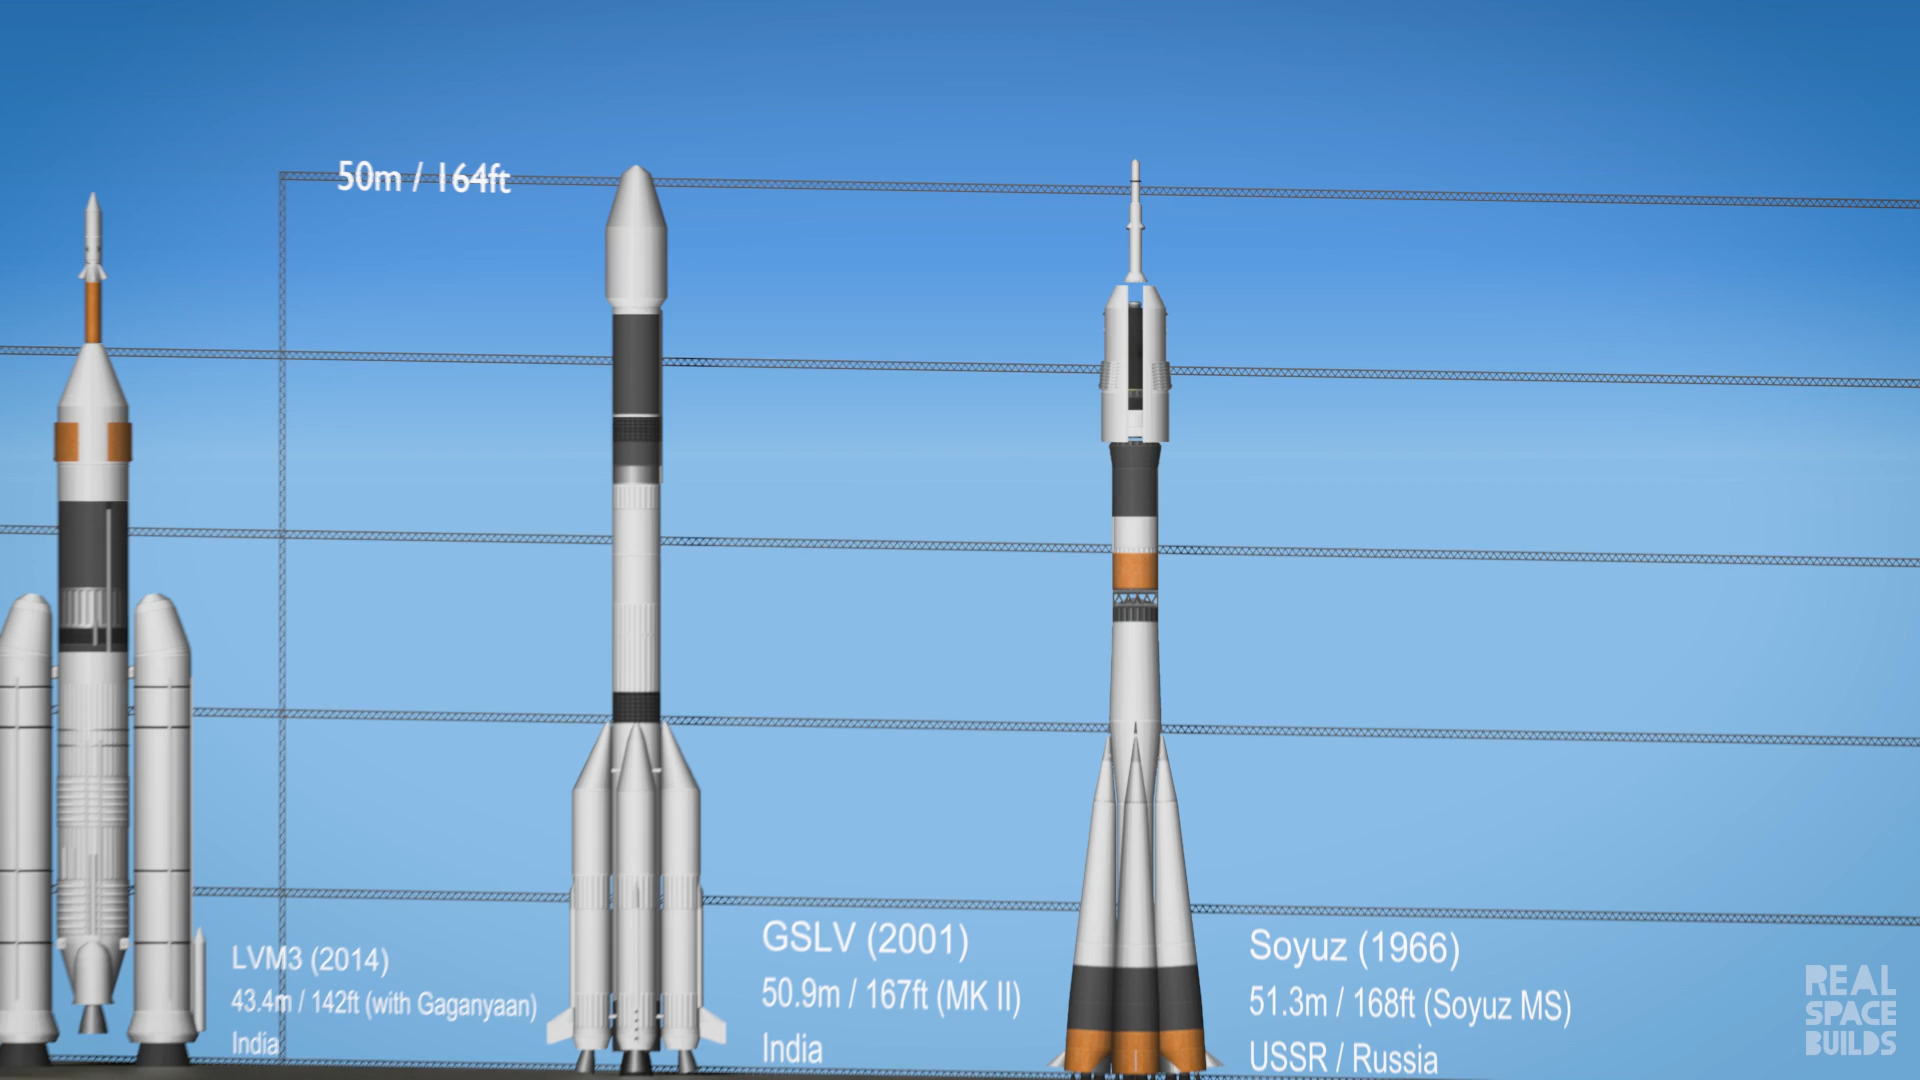 50m / 164ft
LVM3 (2014)
43.4m / 142ft (with Gaganyaan)
India
GSLV (2001)
50.9m / 167ft (MK II)
India
Soyuz (1966)
51.3m / 168ft (Soyuz MS)
USSR / Russia
REAL
SPACE
BUILDS